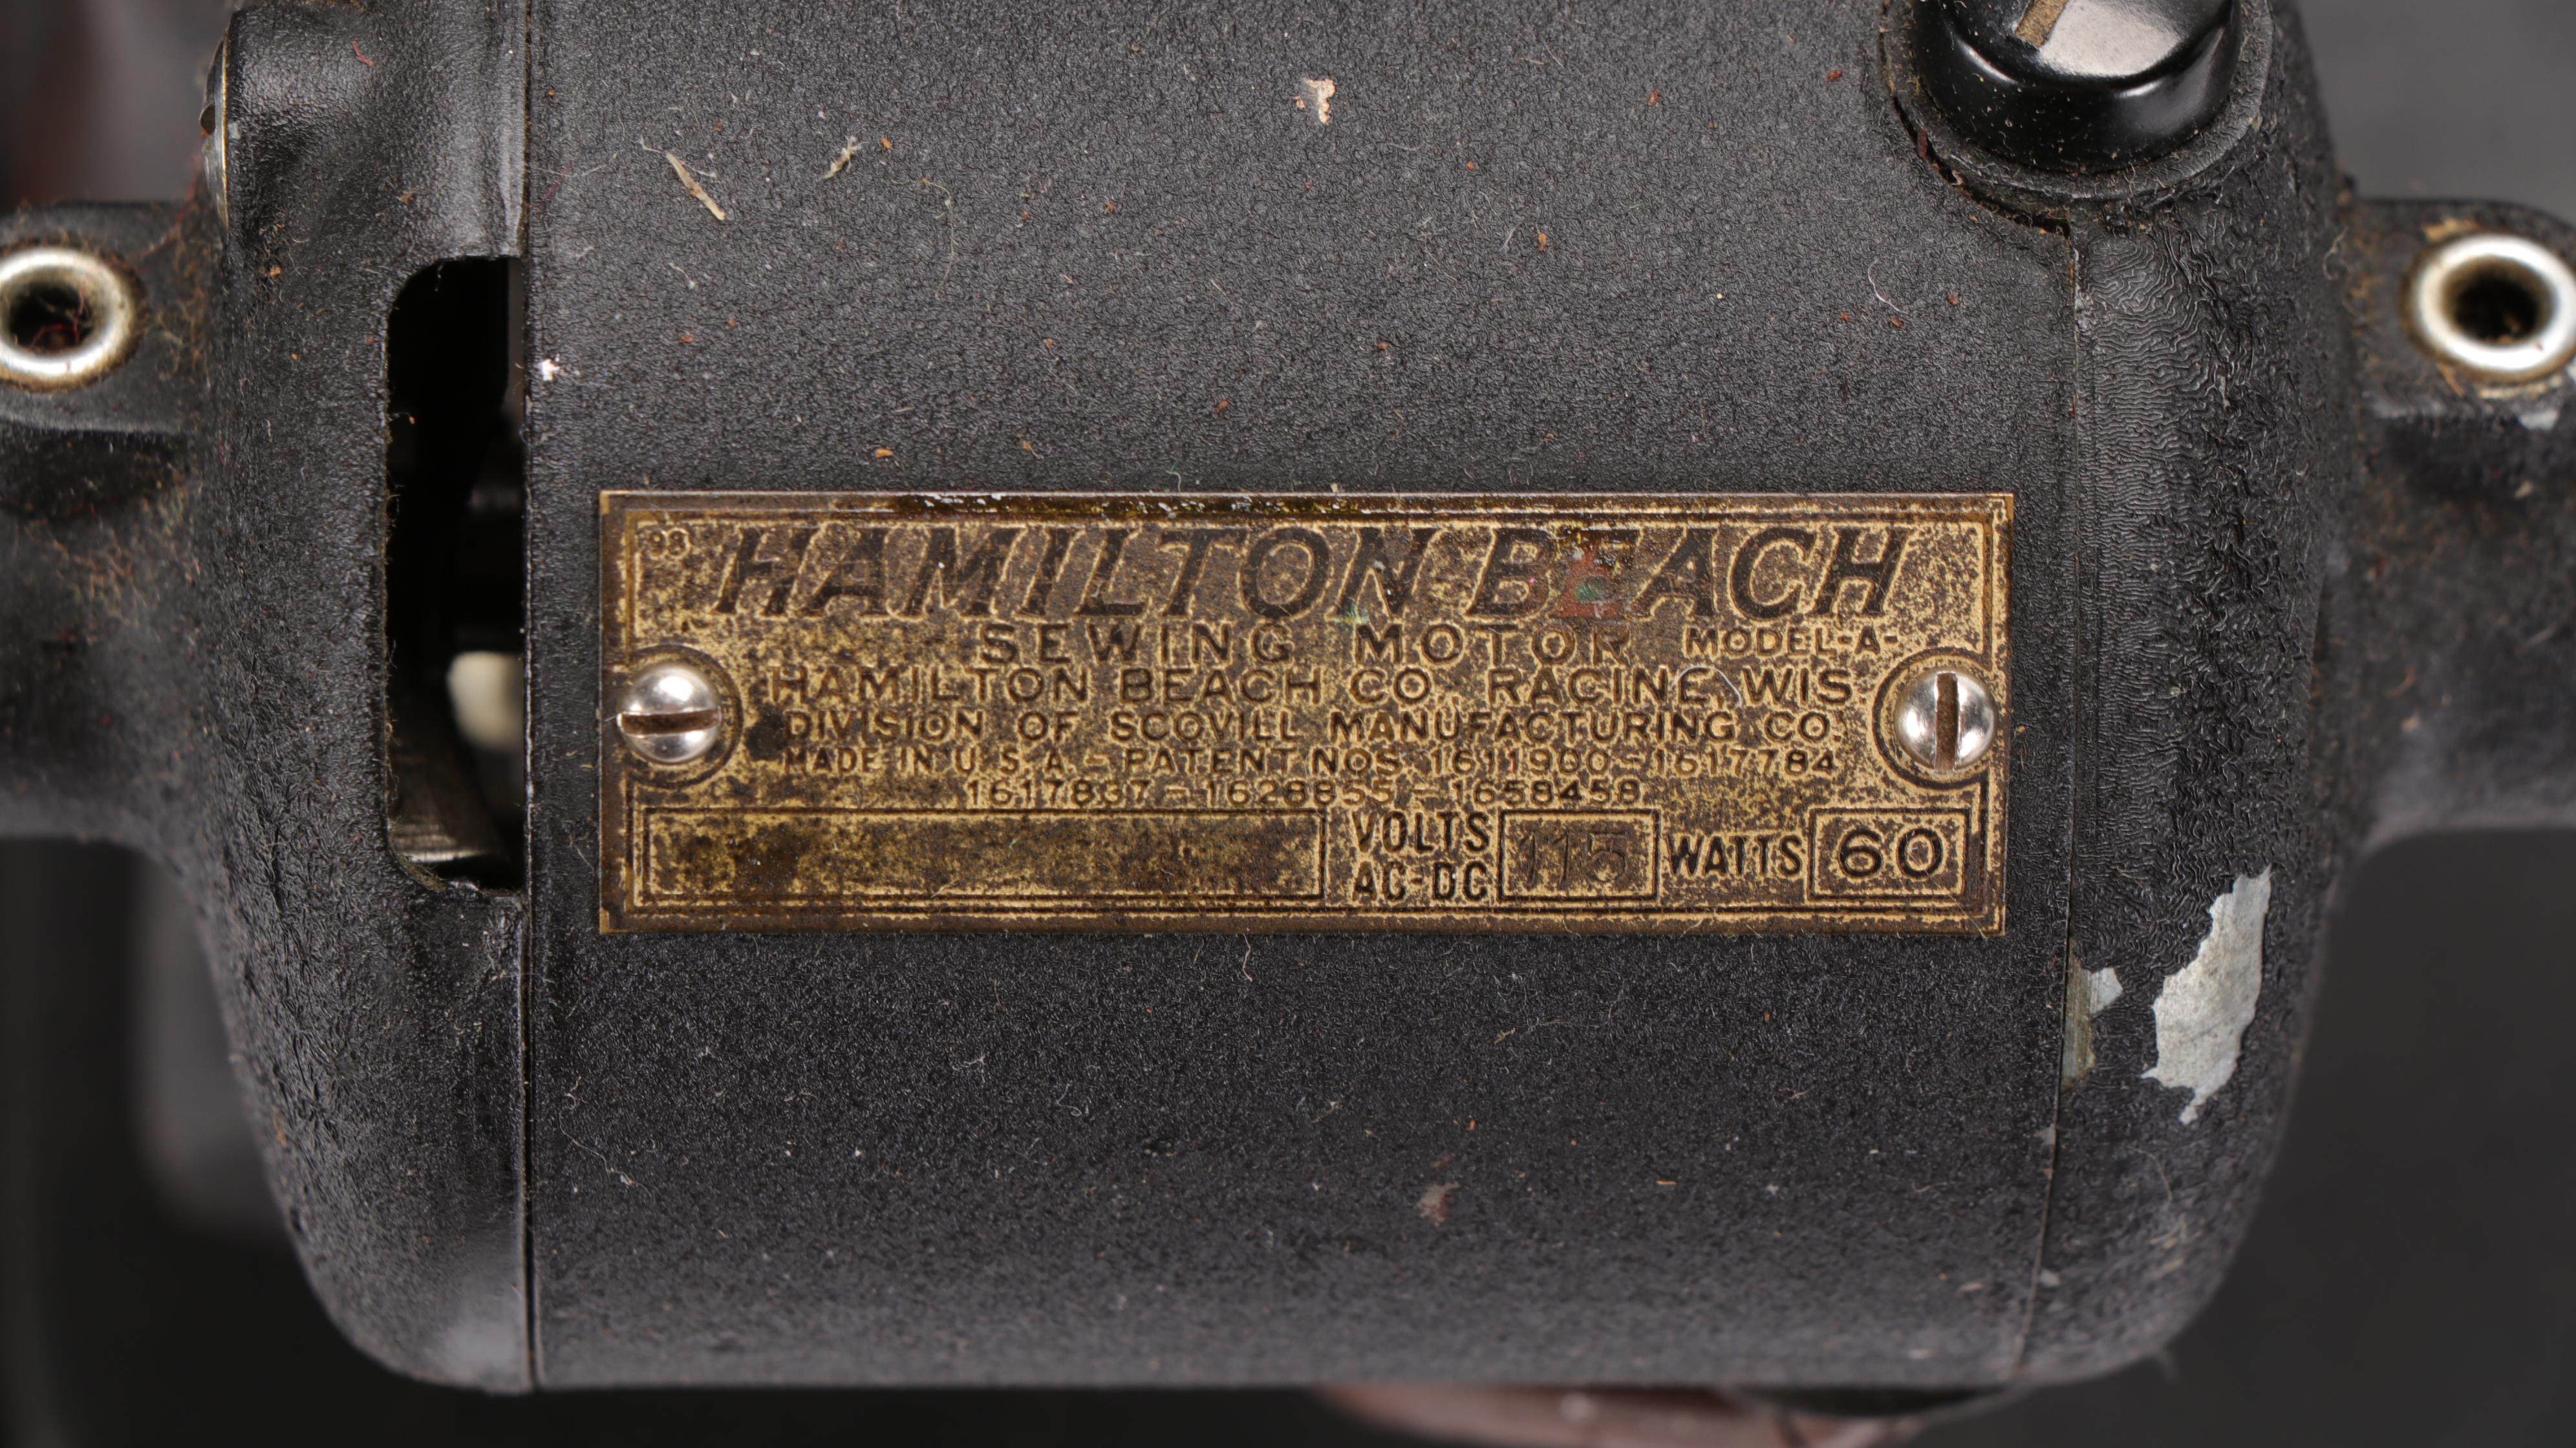 98 HAMILTON BEACH
SEWING MOTOR MODEL-A-
HAMILTON BEACH CO. RACINE, WIS
DIVISION OF SCOVILL MANUFACTURING CO.
MADE IN U.S.A. - PATENT NOS. 1611900-1617784
1617837-1628855-1658458
VOLTS
AC-DC 115 WATTS 60